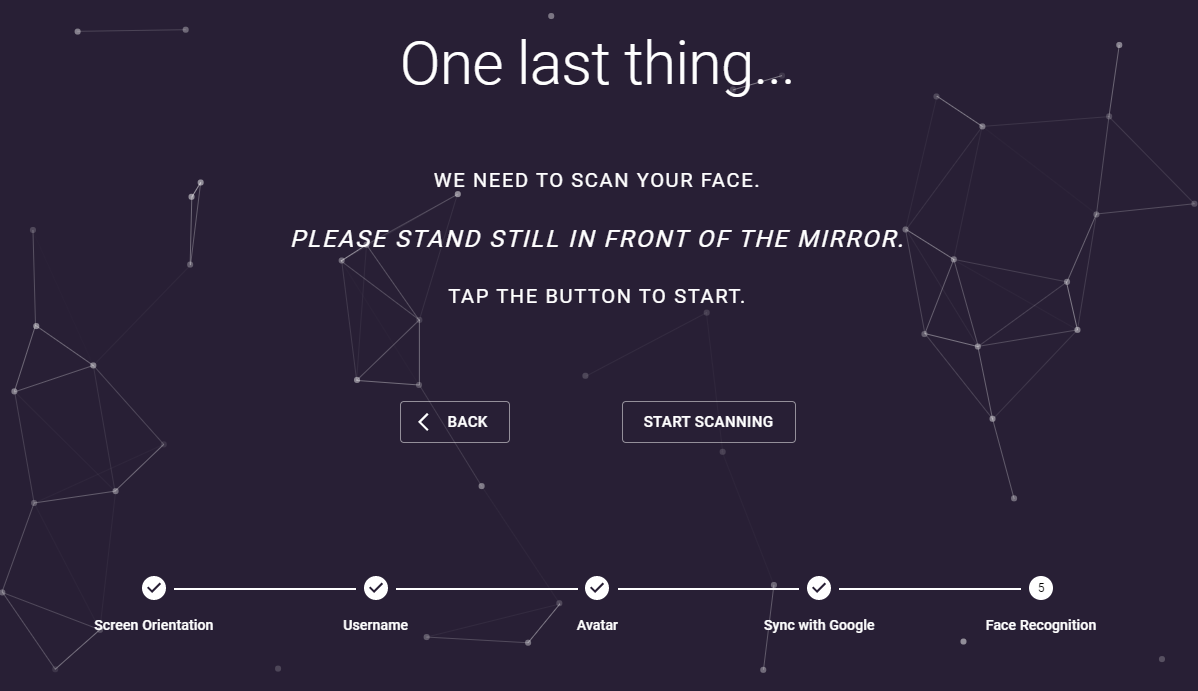 One last thing...
WE NEED TO SCAN YOUR FACE.
PLEASE STAND STILL IN FRONT OF THE MIRROR.
TAP THE BUTTON TO START.
BACK
START SCANNING
5
Screen Orientation
Username
Avatar
Sync with Google
Face Recognition